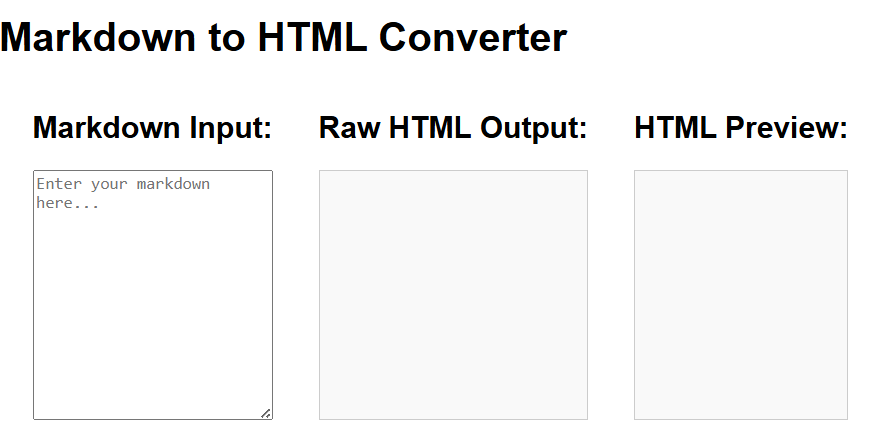 Markdown to HTML Converter
Markdown Input:
Raw HTML Output:
HTML Preview:
Enter your markdown
here...